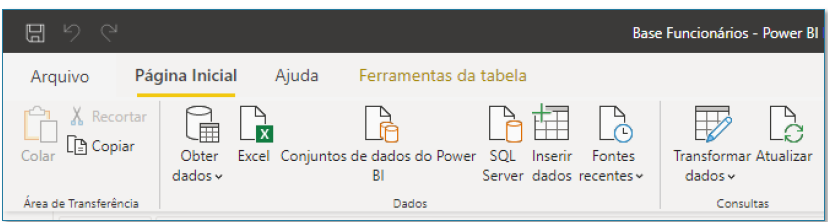 Base Funcionários - Power BI
Arquivo Página Inicial Ajuda Ferramentas da tabela
Colar
Recortar
Copiar
Obter dados
Excel
Conjuntos de dados do Power BI
SQL Server
Inserir dados
Fontes recentes
Transformar dados
Atualizar
Área de Transferência Dados Consultas